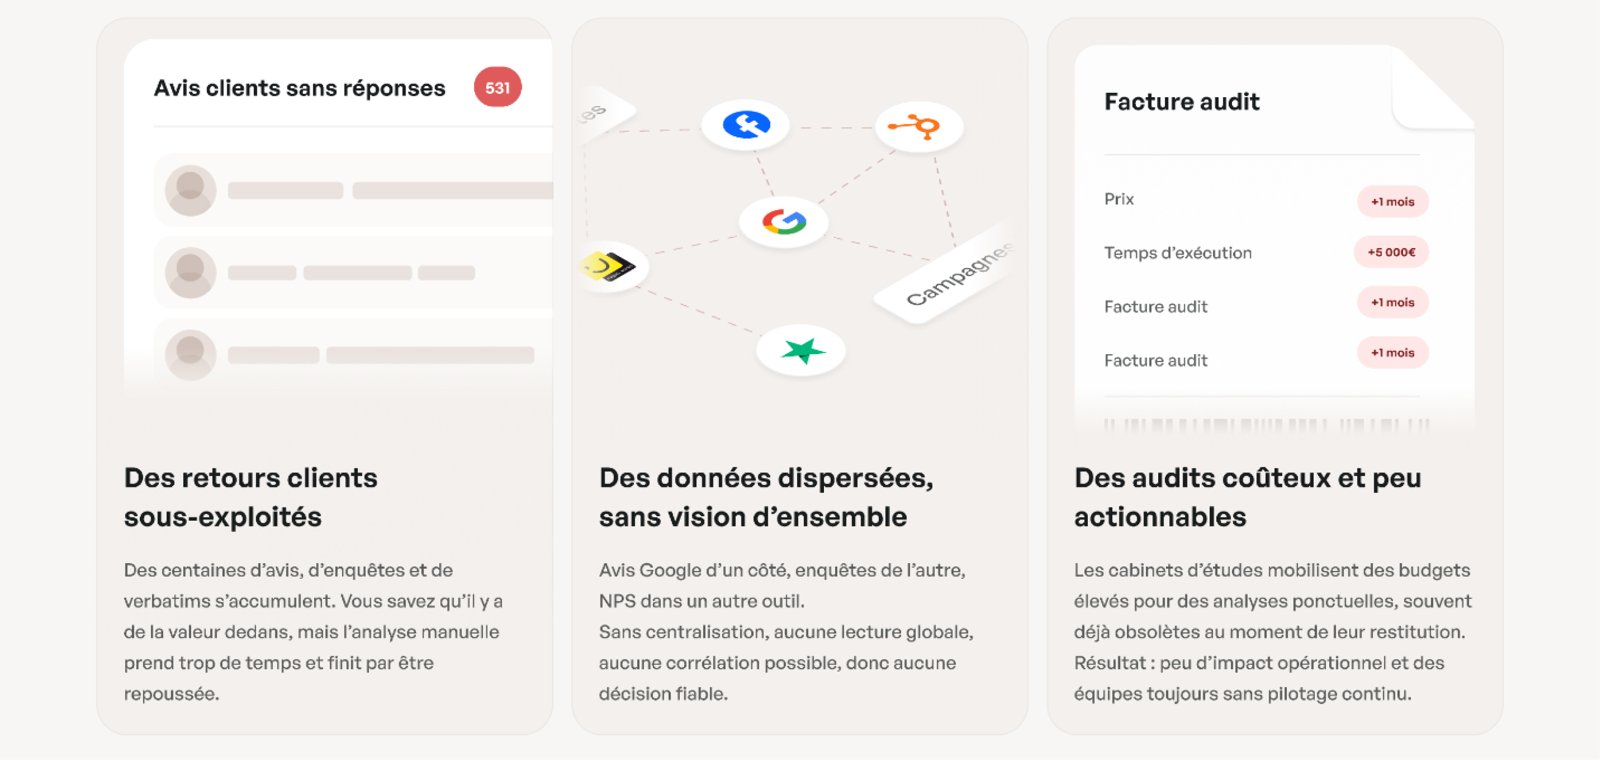 Avis clients sans réponses
531
Des retours clients
sous-exploités
Des centaines d’avis, d’enquêtes et de
verbatims s’accumulent. Vous savez qu’il y a
de la valeur dedans, mais l’analyse manuelle
prend trop de temps et finit par être
repoussée.
Campagnes
Des données dispersées,
sans vision d’ensemble
Avis Google d’un côté, enquêtes de l’autre,
NPS dans un autre outil.
Sans centralisation, aucune lecture globale,
aucune corrélation possible, donc aucune
décision fiable.
Facture audit
Prix
+1 mois
Temps d’exécution
+5 000€
Facture audit
+1 mois
Facture audit
+1 mois
Des audits coûteux et peu
actionnables
Les cabinets d’études mobilisent des budgets
élevés pour des analyses ponctuelles, souvent
déjà obsolètes au moment de leur restitution.
Résultat : peu d’impact opérationnel et des
équipes toujours sans pilotage continu.